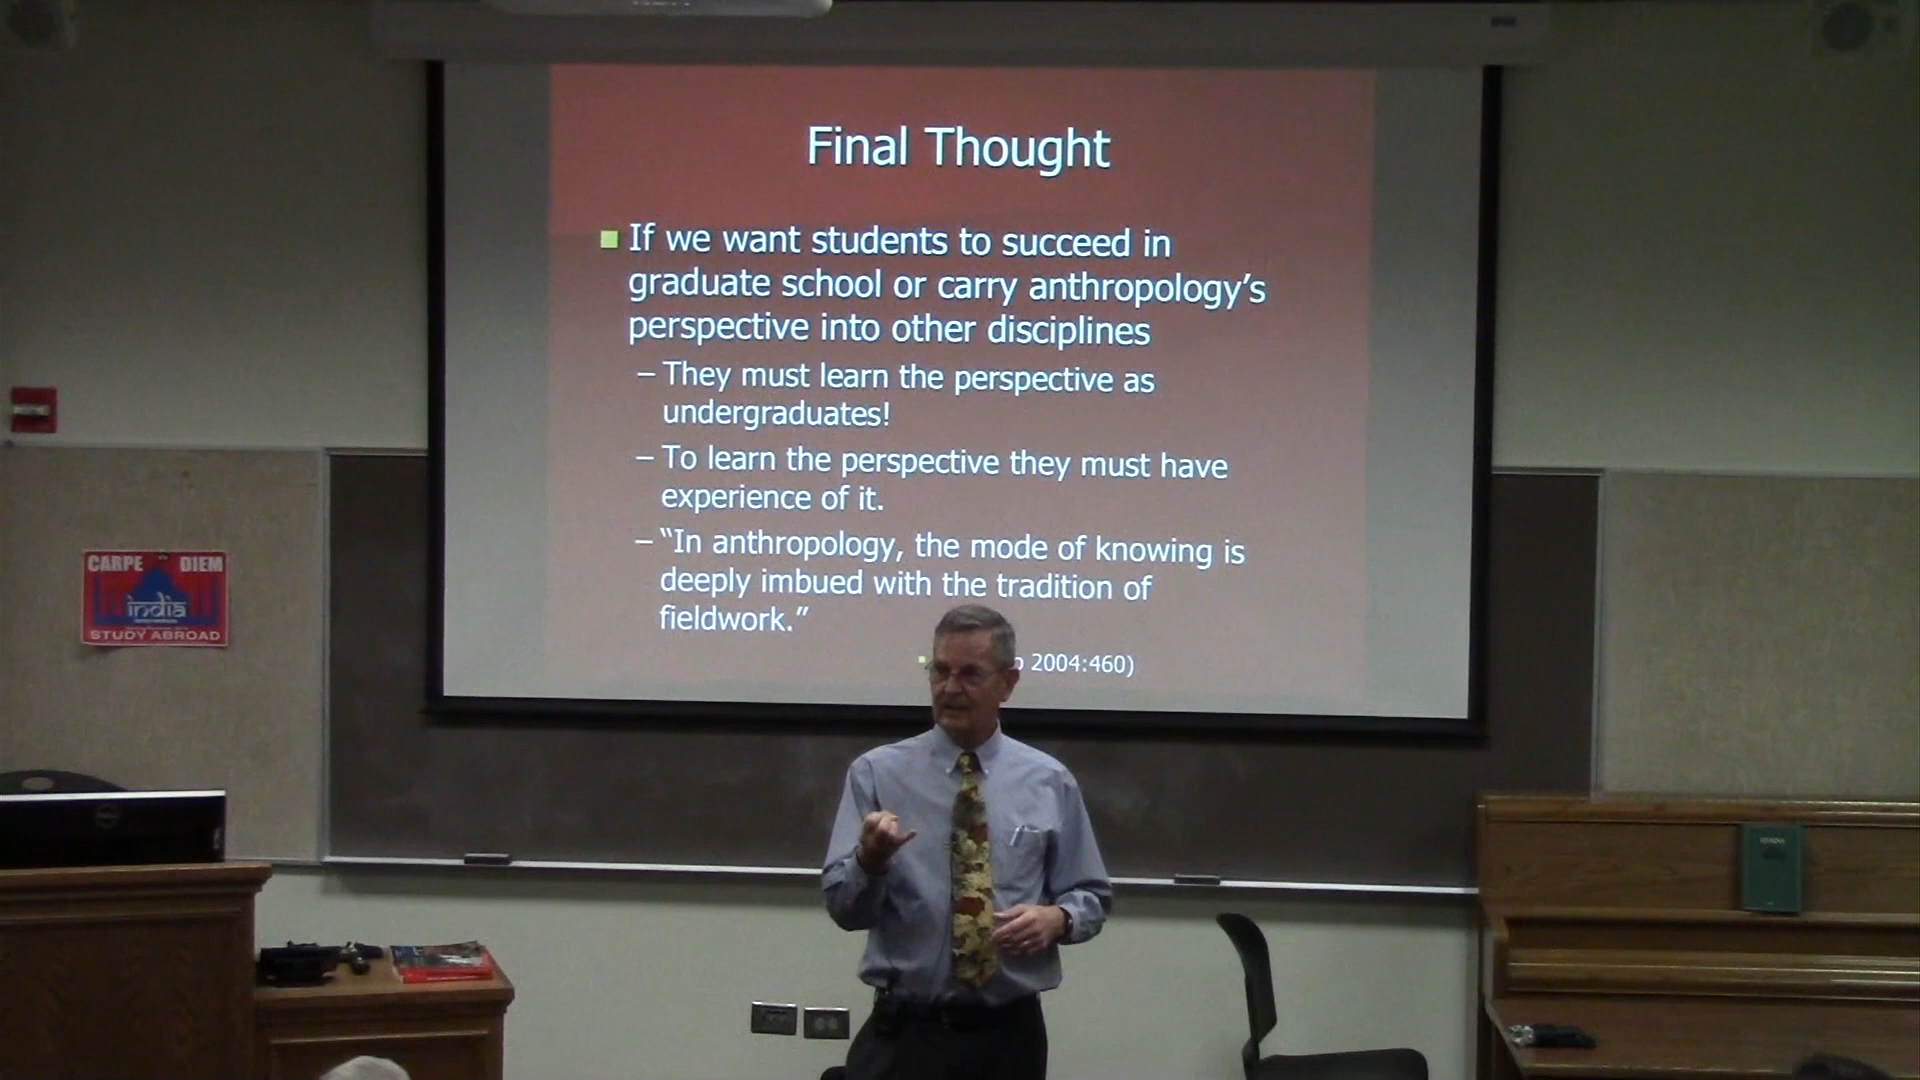 Final Thought
If we want students to succeed in
graduate school or carry anthropology’s
perspective into other disciplines
– They must learn the perspective as
undergraduates!
– To learn the perspective they must have
experience of it.
– “In anthropology, the mode of knowing is
deeply imbued with the tradition of
fieldwork.”
2004:460)
CARPE DIEM
india
STUDY ABROAD